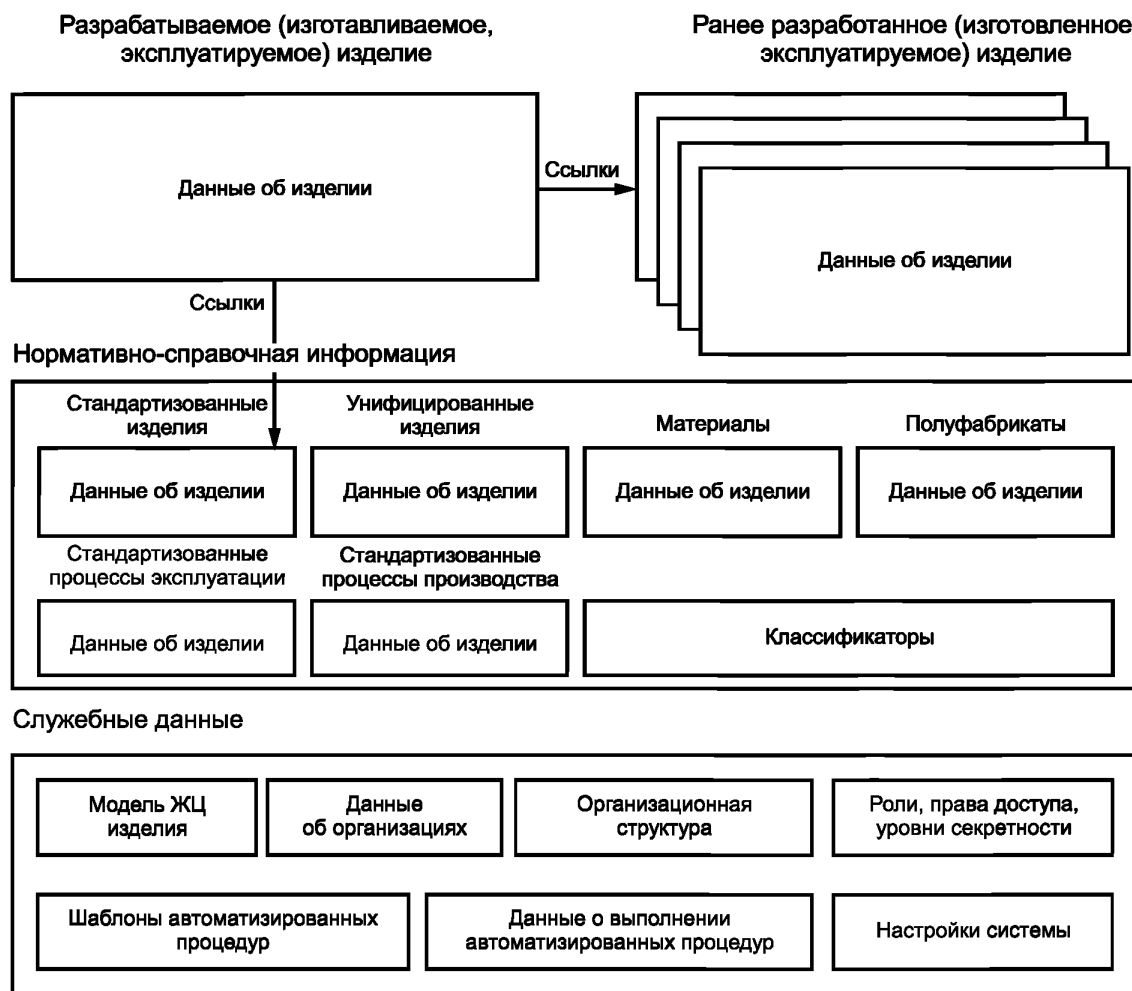 Разрабатываемое (изготавливаемое,
эксплуатируемое) изделие
Ранее разработанное (изготовленное
эксплуатируемое) изделие
Данные об изделии
Ссылки
Данные об изделии
Ссылки
Нормативно-справочная информация
Стандартизованные
изделия
Унифицированные
изделия
Материалы
Полуфабрикаты
Данные об изделии
Данные об изделии
Данные об изделии
Данные об изделии
Стандартизованные
процессы эксплуатации
Стандартизованные
процессы производства
Данные об изделии
Данные об изделии
Классификаторы
Служебные данные
Модель ЖЦ
изделия
Данные
об организациях
Организационная
структура
Роли, права доступа,
уровни секретности
Шаблоны автоматизированных
процедур
Данные о выполнении
автоматизированных процедур
Настройки системы